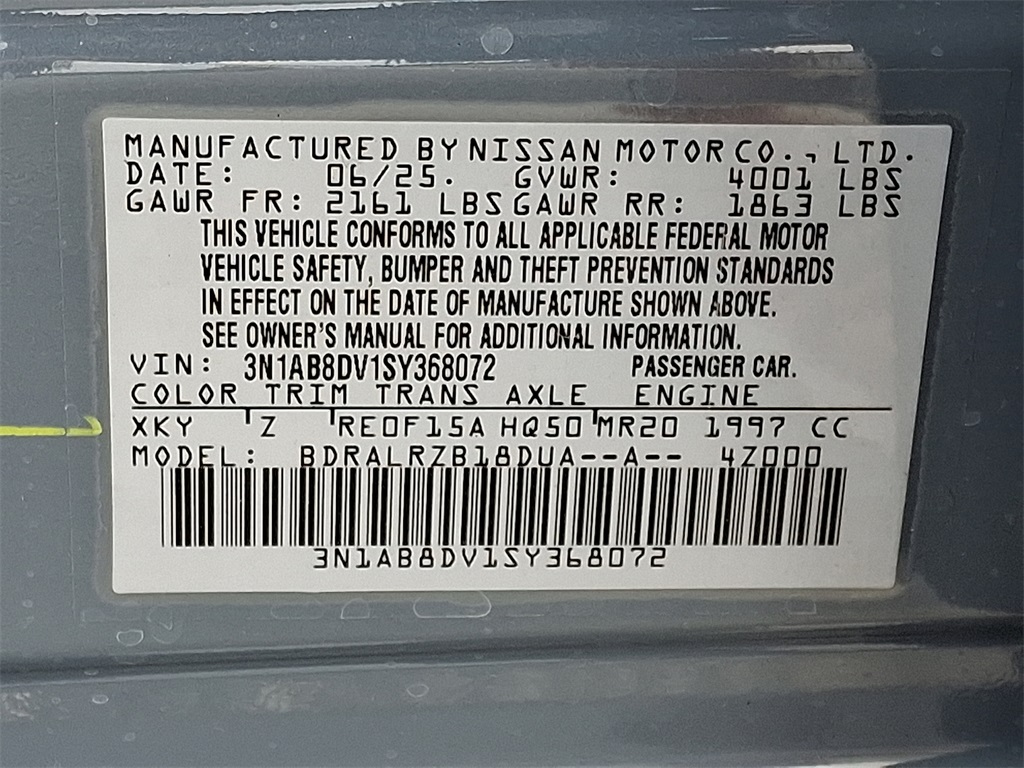 MANUFACTURED BY NISSAN MOTOR CO., LTD.
DATE: 06/25. GVWR: 4001 LBS
GAWR FR: 2161 LBS GAWR RR: 1863 LBS
THIS VEHICLE CONFORMS TO ALL APPLICABLE FEDERAL MOTOR
VEHICLE SAFETY, BUMPER AND THEFT PREVENTION STANDARDS
IN EFFECT ON THE DATE OF MANUFACTURE SHOWN ABOVE.
SEE OWNER'S MANUAL FOR ADDITIONAL INFORMATION.
VIN: 3N1AB8DV1SY368072 PASSENGER CAR.
COLOR TRIM TRANS AXLE ENGINE
XKY Z RE0F15A HQ50 MR20 1997 CC
MODEL: BDRALRZB18DUA--A-- 4Z000
3N1AB8DV1SY368072